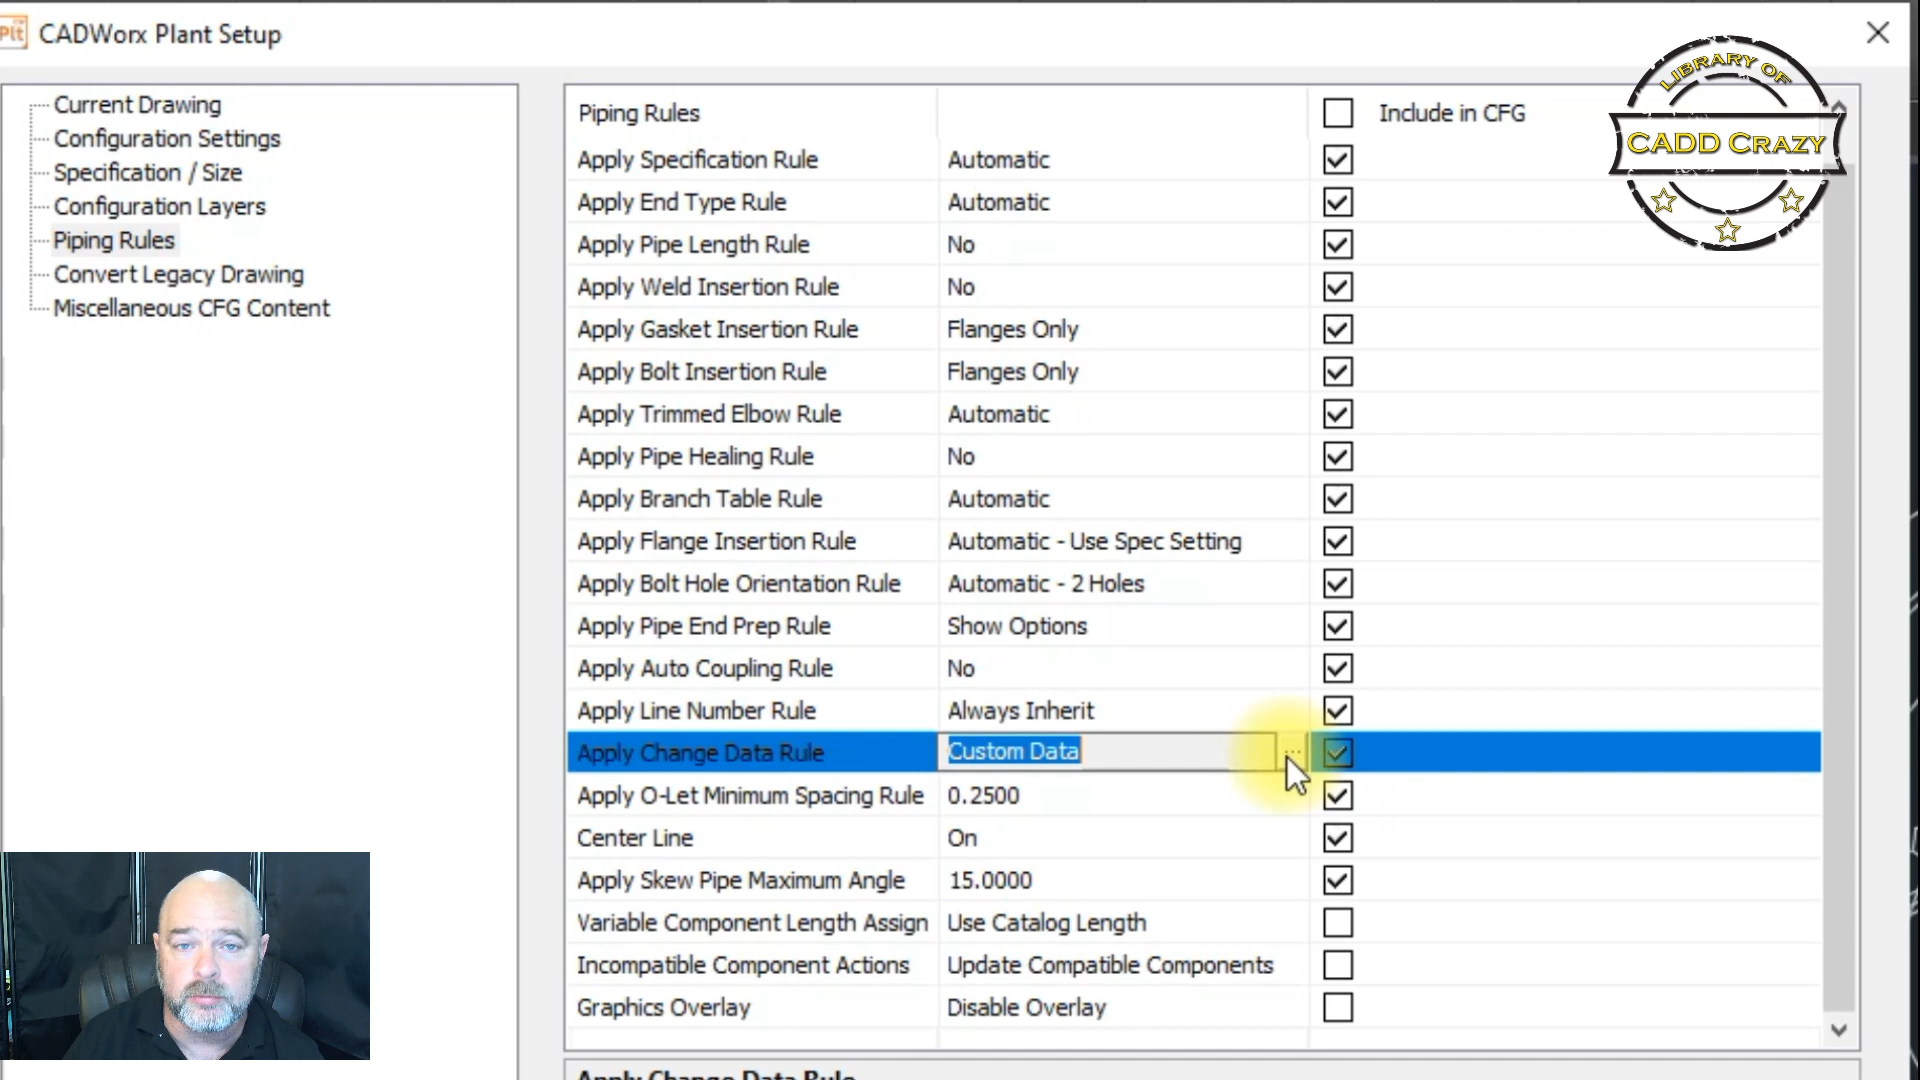 Plt
CADWorx Plant Setup
Current Drawing
Configuration Settings
Specification / Size
Configuration Layers
Piping Rules
Convert Legacy Drawing
Miscellaneous CFG Content
Piping Rules Include in CFG
Apply Specification Rule Automatic
Apply End Type Rule Automatic
Apply Pipe Length Rule No
Apply Weld Insertion Rule No
Apply Gasket Insertion Rule Flanges Only
Apply Bolt Insertion Rule Flanges Only
Apply Trimmed Elbow Rule Automatic
Apply Pipe Healing Rule No
Apply Branch Table Rule Automatic
Apply Flange Insertion Rule Automatic - Use Spec Setting
Apply Bolt Hole Orientation Rule Automatic - 2 Holes
Apply Pipe End Prep Rule Show Options
Apply Auto Coupling Rule No
Apply Line Number Rule Always Inherit
Apply Change Data Rule Custom Data ...
Apply O-Let Minimum Spacing Rule 0.2500
Center Line On
Apply Skew Pipe Maximum Angle 15.0000
Variable Component Length Assign Use Catalog Length
Incompatible Component Actions Update Compatible Components
Graphics Overlay Disable Overlay
Apply Change Data Rule
LIBRARY OF
CADD CRAZY